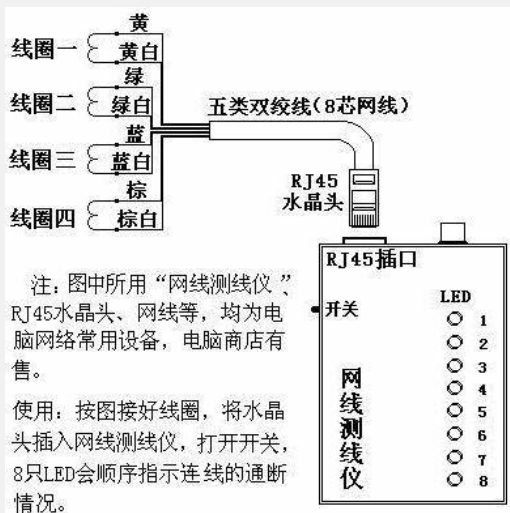 黄
线圈一
黄白
绿
线圈二
绿白
蓝
线圈三
蓝白
棕
线圈四
棕白
五类双绞线(8芯网线)
RJ45
水晶头
RJ45插口
开关
LED
1
2
3
4
5
6
7
8
网线测线仪
注：图中所用“网线测线仪”，
RJ45水晶头、网线等，均为电
脑网络常用设备，电脑商店有
售。
使用：按图接好线圈，将水晶
头插入网线测线仪，打开开关，
8只LED会顺序指示连线的通断
情况。